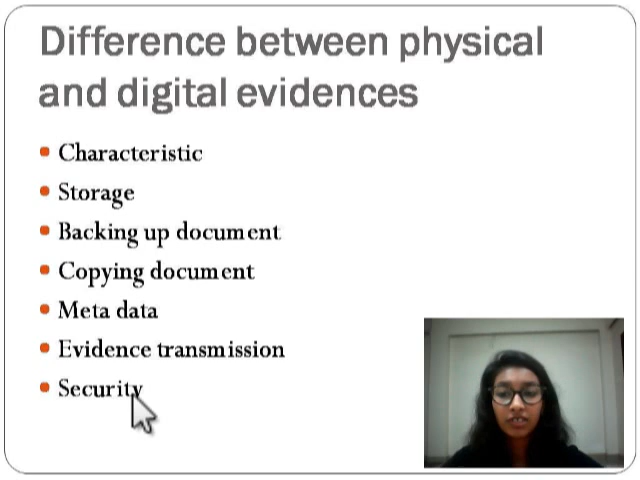 Difference between physical
and digital evidences
Characteristic
Storage
Backing up document
Copying document
Meta data
Evidence transmission
Security